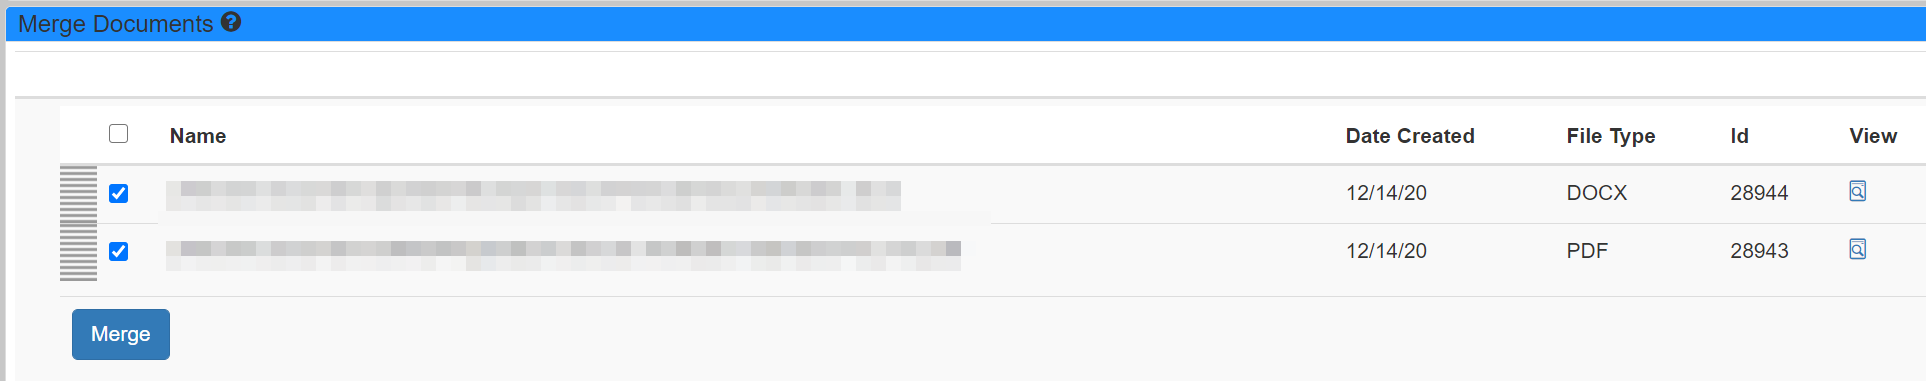 Merge Documents ?
Name Date Created File Type Id View
12/14/20 DOCX 28944
12/14/20 PDF 28943
Merge